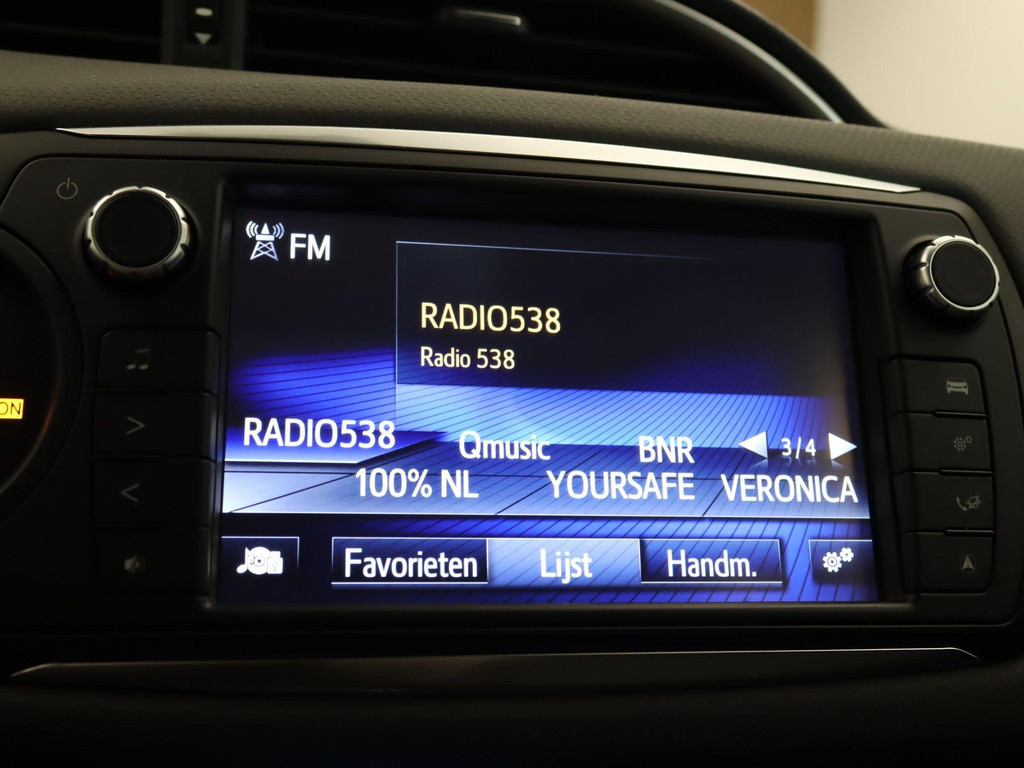 FM
RADIO538
Radio 538
RADIO538 Qmusic BNR 3/4
100% NL YOURSAFE VERONICA
ON
Favorieten Lijst Handm.